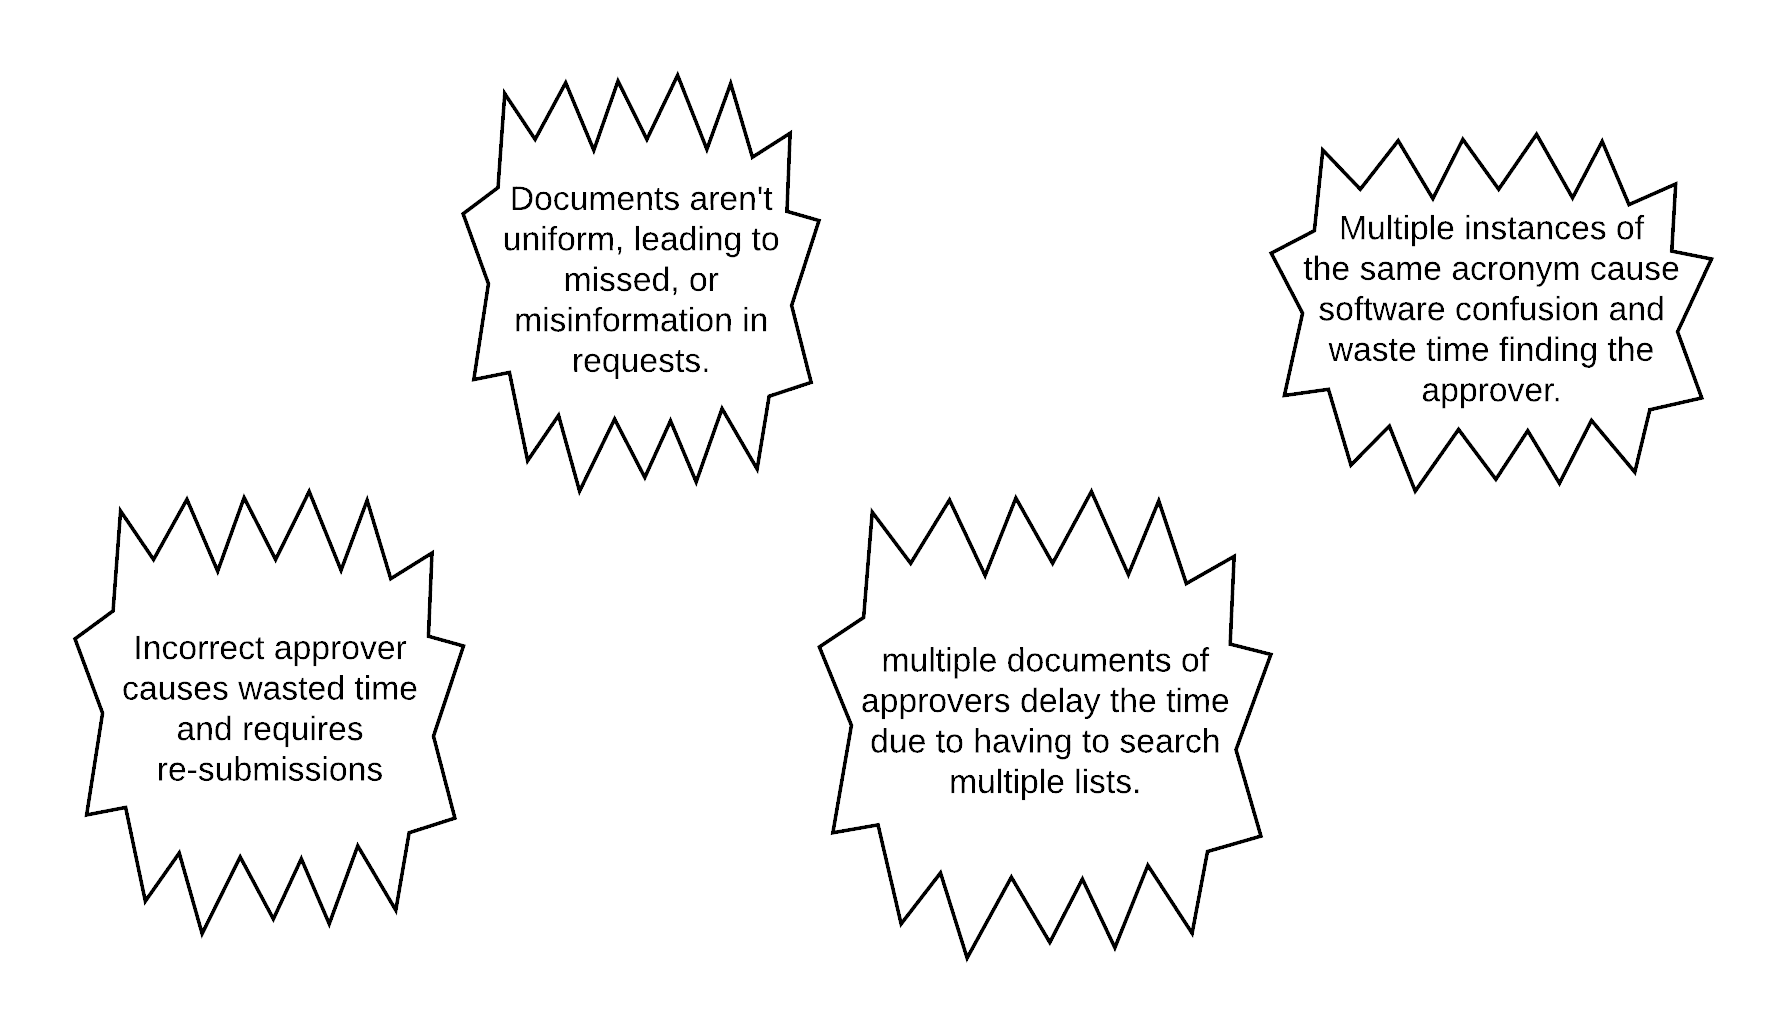 Documents aren't
uniform, leading to
missed, or
misinformation in
requests.
Multiple instances of
the same acronym cause
software confusion and
waste time finding the
approver.
Incorrect approver
causes wasted time
and requires
re-submissions
multiple documents of
approvers delay the time
due to having to search
multiple lists.